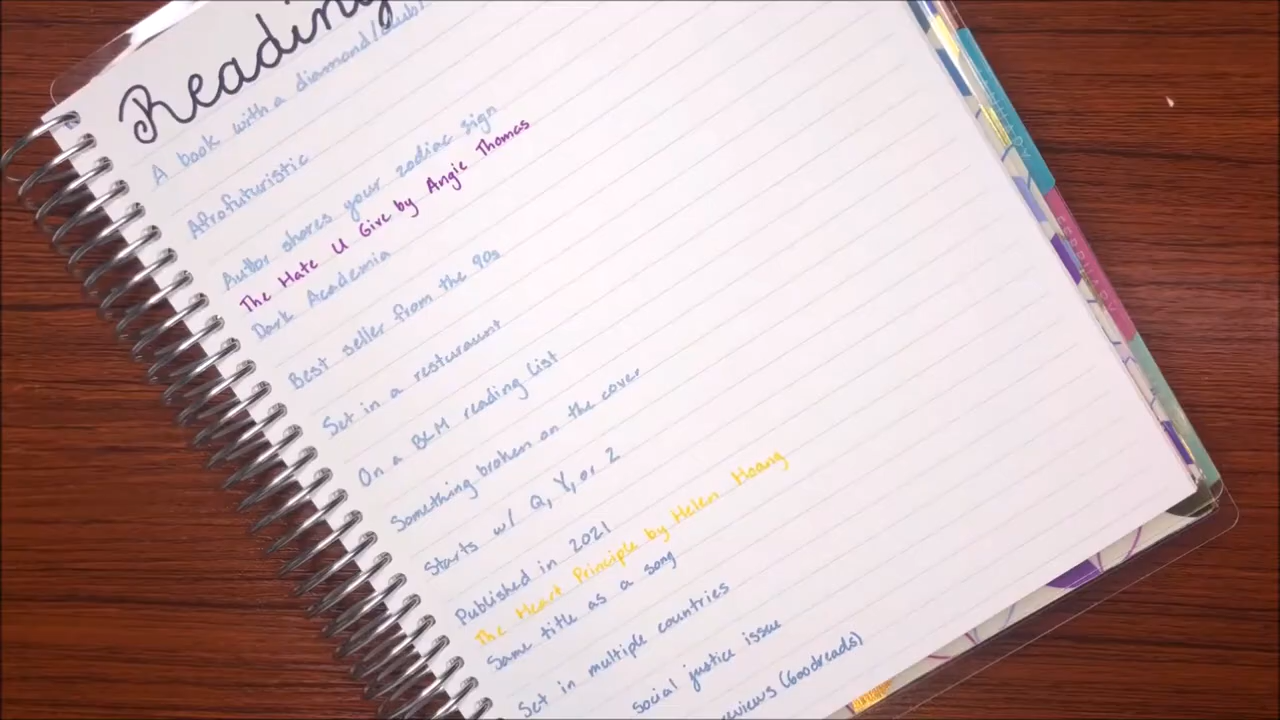 Reading
A book with a diamond/club/
Afrofuturistic
Author shares your zodiac sign
The Hate U Give by Angie Thomas
Dark Academia
Best seller from the 90s
Set in a resturaunt
On a BLM reading list
Something broken on the cover
Starts w/ Q, Y, or Z
Published in 2021
The Heart Principle by Helen Hoang
Same title as a song
Set in multiple countries
Social justice issue
reviews (Goodreads)
JANUARY
FEBRUARY